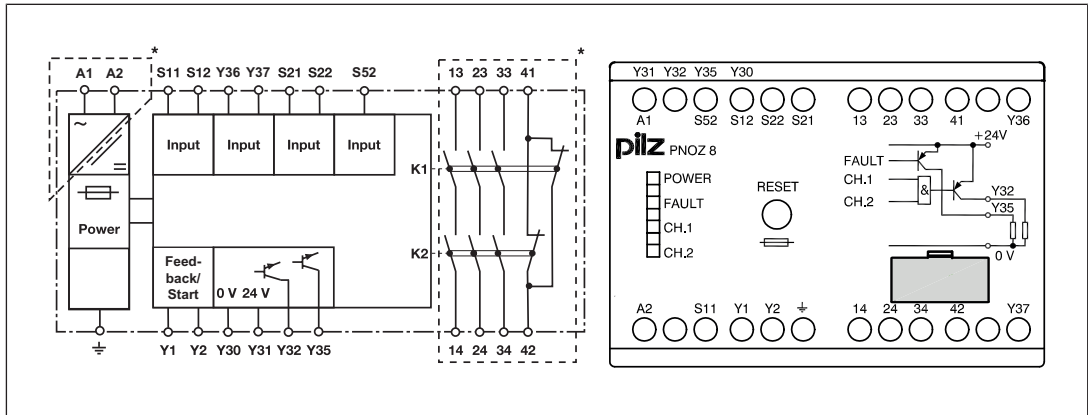 *
A1 A2 S11 S12 Y36 Y37 S21 S22 S52 13 23 33 41
*
~
=
Input Input Input Input
Power
K1
K2
Feed-
back/
Start
0 V 24 V
Y1 Y2 Y30 Y31 Y32 Y35 14 24 34 42
Y31 Y32 Y35 Y30
A1 S52 S12 S22 S21 13 23 33 41 Y36
pilz PNOZ 8
POWER
FAULT
CH.1
CH.2
RESET
+24V
FAULT
CH.1
&
CH.2
Y32
Y35
0 V
A2 S11 Y1 Y2 14 24 34 42 Y37